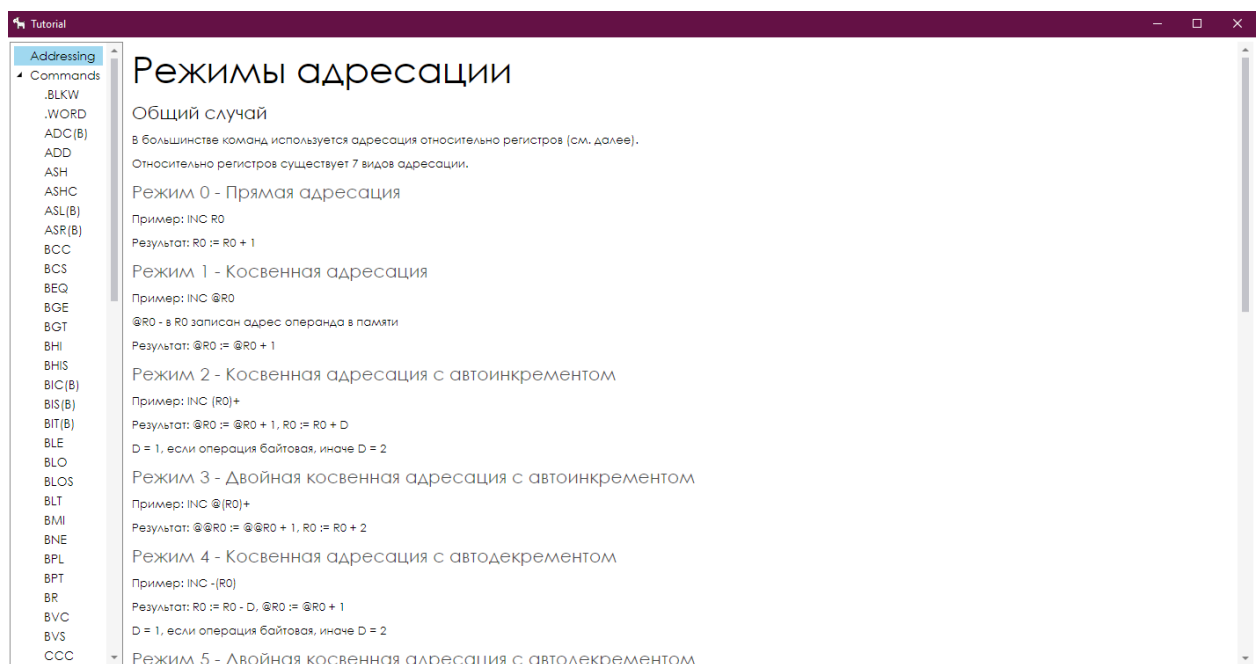 Tutorial
Addressing
Commands
.BLKW
.WORD
ADC(B)
ADD
ASH
ASHC
ASL(B)
ASR(B)
BCC
BCS
BEQ
BGE
BGT
BHI
BHIS
BIC(B)
BIS(B)
BIT(B)
BLE
BLO
BLOS
BLT
BMI
BNE
BPL
BPT
BR
BVC
BVS
CCC
Режимы адресации
Общий случай
В большинстве команд используется адресация относительно регистров (см. далее).
Относительно регистров существует 7 видов адресации.
Режим 0 - Прямая адресация
Пример: INC R0
Результат: R0 := R0 + 1
Режим 1 - Косвенная адресация
Пример: INC @R0
@R0 - в R0 записан адрес операнда в памяти
Результат: @R0 := @R0 + 1
Режим 2 - Косвенная адресация с автоинкрементом
Пример: INC (R0)+
Результат: @R0 := @R0 + 1, R0 := R0 + D
D = 1, если операция байтовая, иначе D = 2
Режим 3 - Двойная косвенная адресация с автоинкрементом
Пример: INC @(R0)+
Результат: @@R0 := @@R0 + 1, R0 := R0 + 2
Режим 4 - Косвенная адресация с автодекрементом
Пример: INC -(R0)
Результат: R0 := R0 - D, @R0 := @R0 + 1
D = 1, если операция байтовая, иначе D = 2
Режим 5 - Двойная косвенная адресация с автодекрементом